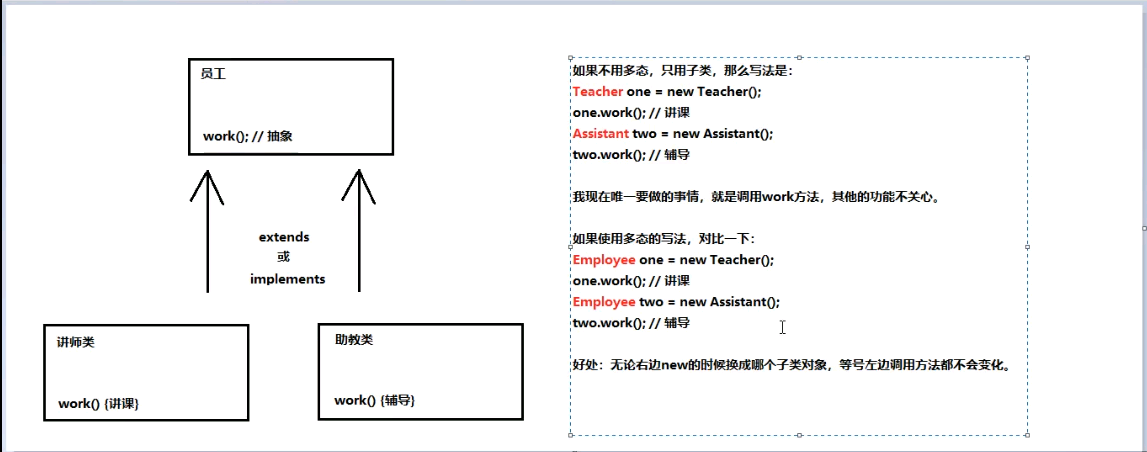 员工
work(); // 抽象
extends
或
implements
讲师类
work() {讲课}
助教类
work() {辅导}
如果不用多态，只用子类，那么写法是：
Teacher one = new Teacher();
one.work(); // 讲课
Assistant two = new Assistant();
two.work(); // 辅导
我现在唯一要做的事情，就是调用work方法，其他的功能不关心。
如果使用多态的写法，对比一下：
Employee one = new Teacher();
one.work(); // 讲课
Employee two = new Assistant();
two.work(); // 辅导
好处：无论右边new的时候换成哪个子类对象，等号左边调用方法都不会变化。